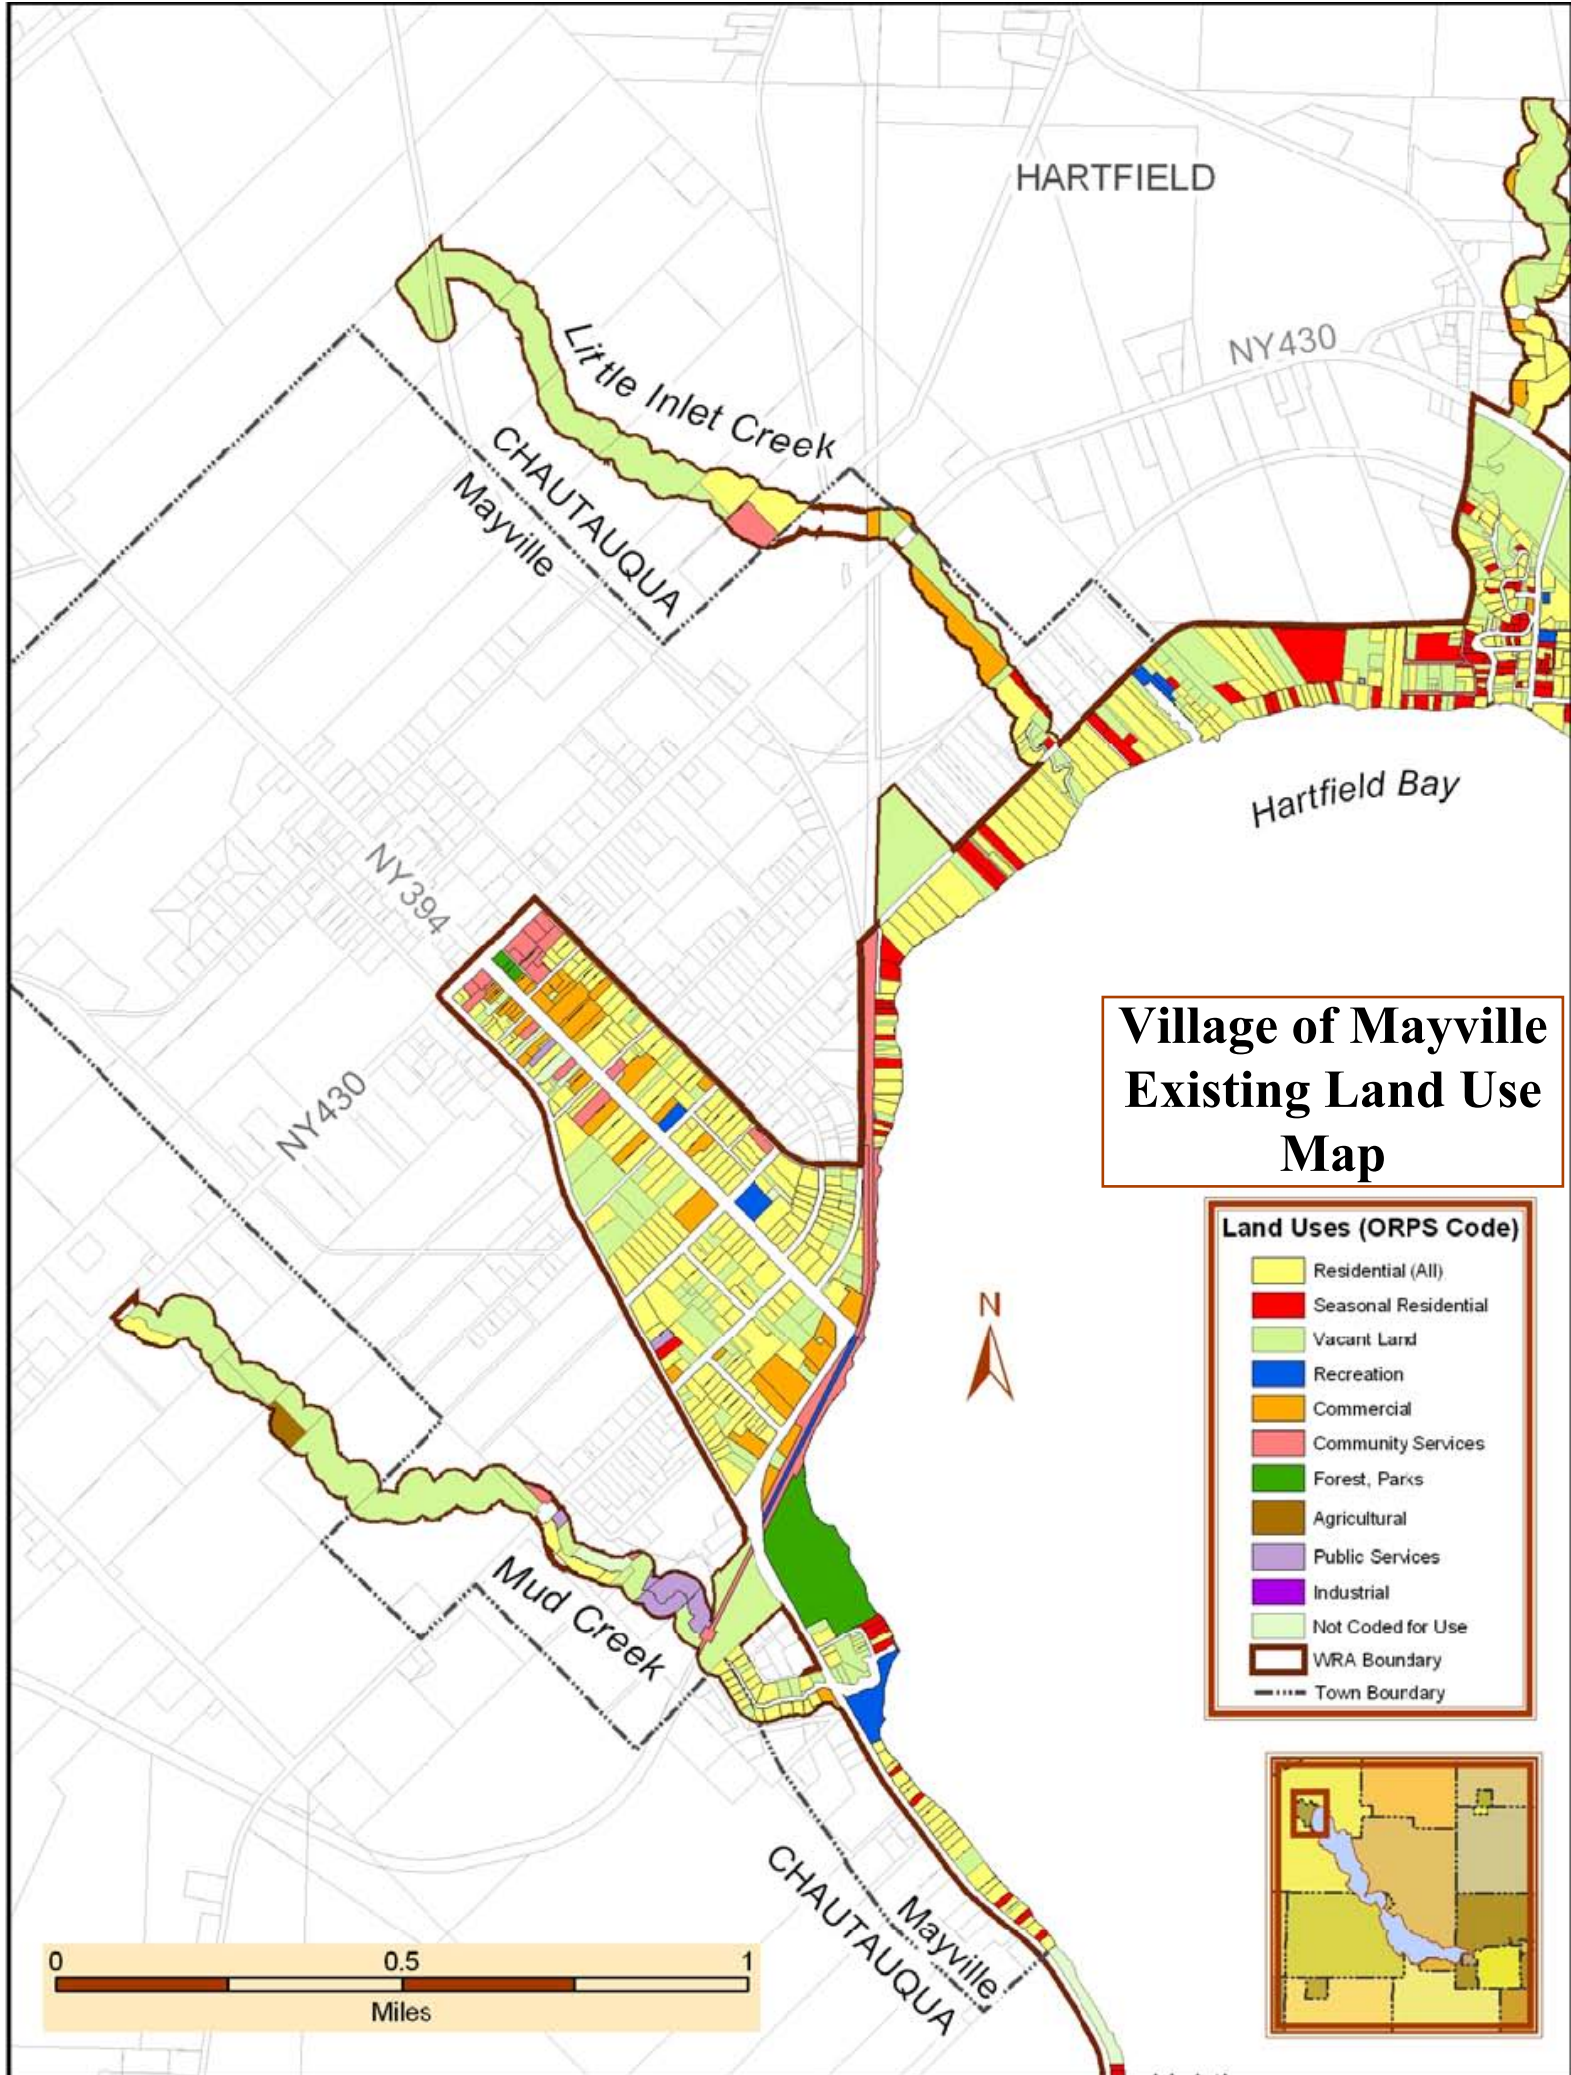 HARTFIELD
NY430
Little Inlet Creek
CHAUTAUQUA
Mayville
Hartfield Bay
NY394
Village of Mayville
Existing Land Use
Map
NY430
Land Uses (ORPS Code)
Residential (All)
Seasonal Residential
Vacant Land
Recreation
Commercial
Community Services
Forest, Parks
Agricultural
Public Services
Industrial
Not Coded for Use
WRA Boundary
Town Boundary
N
Mud Creek
Mayville
CHAUTAUQUA
0 0.5 1
Miles